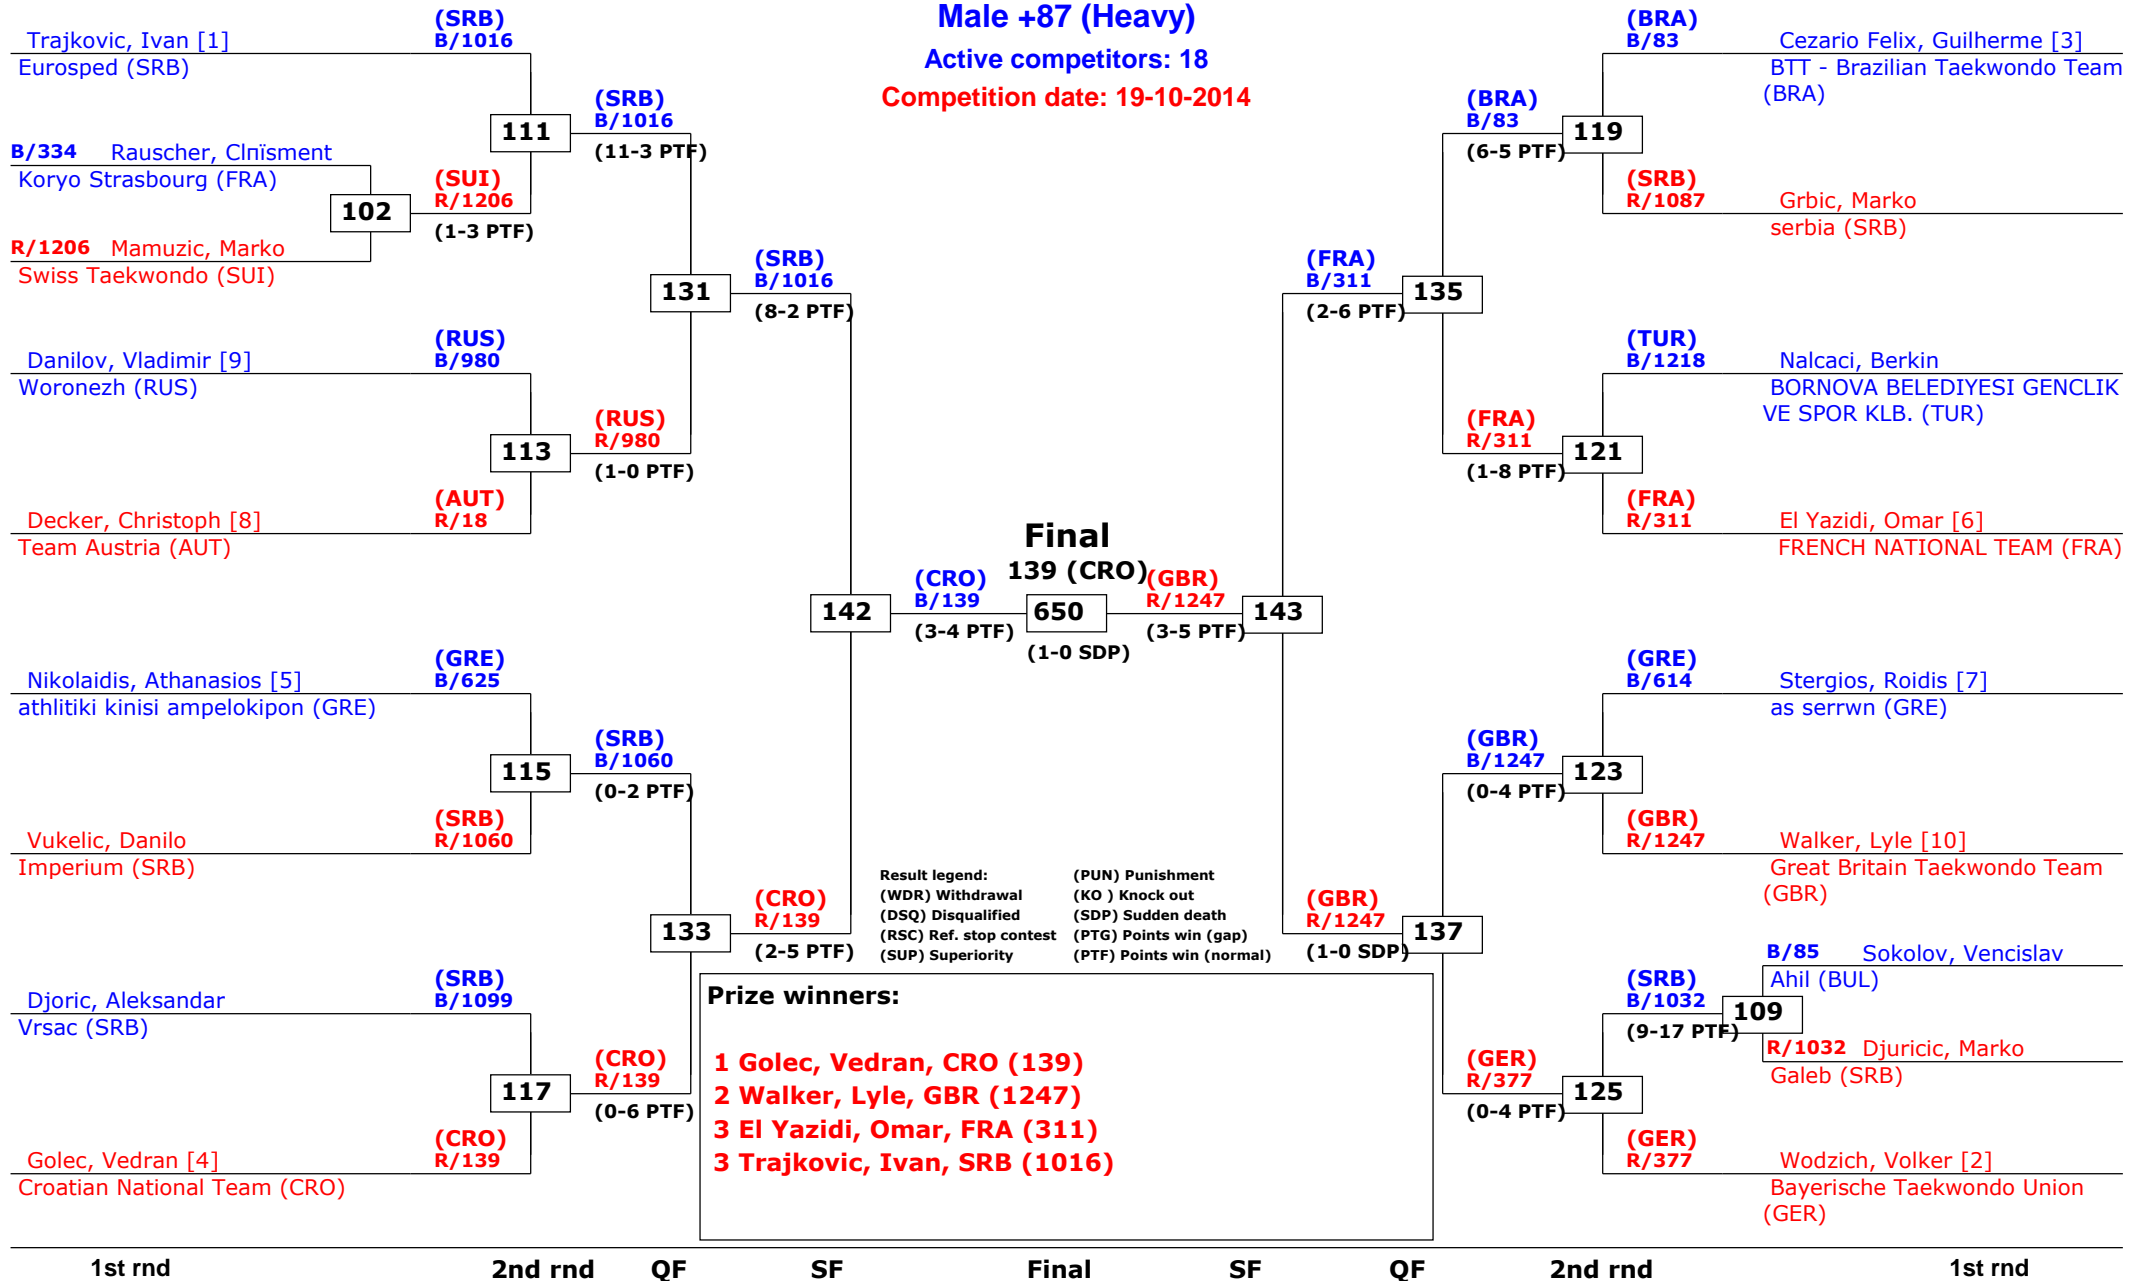 Male +87 (Heavy)
Active competitors: 18
Competition date: 19-10-2014
Trajkovic, Ivan [1]
Eurosped (SRB)
(SRB)
B/1016
B/334 Rauscher, Clnïsment
Koryo Strasbourg (FRA)
R/1206 Mamuzic, Marko
Swiss Taekwondo (SUI)
102
(SUI)
R/1206
(1-3 PTF)
111
(SRB)
B/1016
(11-3 PTF)
Danilov, Vladimir [9]
Woronezh (RUS)
(RUS)
B/980
Decker, Christoph [8]
Team Austria (AUT)
(AUT)
R/18
113
(RUS)
R/980
(1-0 PTF)
131
(SRB)
B/1016
(8-2 PTF)
Nikolaidis, Athanasios [5]
athlitiki kinisi ampelokipon (GRE)
(GRE)
B/625
Vukelic, Danilo
Imperium (SRB)
(SRB)
R/1060
115
(SRB)
B/1060
(0-2 PTF)
Djoric, Aleksandar
Vrsac (SRB)
(SRB)
B/1099
Golec, Vedran [4]
Croatian National Team (CRO)
(CRO)
R/139
117
(CRO)
R/139
(0-6 PTF)
133
(CRO)
R/139
(2-5 PTF)
142
(CRO)
B/139
(3-4 PTF)
Final
139 (CRO)
650
(1-0 SDP)
(GBR)
R/1247
(3-5 PTF)
143
(FRA)
B/311
(2-6 PTF)
135
(BRA)
B/83
(6-5 PTF)
119
(BRA)
B/83
Cezario Felix, Guilherme [3]
BTT - Brazilian Taekwondo Team
(BRA)
(SRB)
R/1087
Grbic, Marko
serbia (SRB)
(FRA)
R/311
(1-8 PTF)
121
(TUR)
B/1218
Nalcaci, Berkin
BORNOVA BELEDIYESI GENCLIK
VE SPOR KLB. (TUR)
(FRA)
R/311
El Yazidi, Omar [6]
FRENCH NATIONAL TEAM (FRA)
(GBR)
R/1247
(1-0 SDP)
137
(GBR)
B/1247
(0-4 PTF)
123
(GRE)
B/614
Stergios, Roidis [7]
as serrwn (GRE)
(GBR)
R/1247
Walker, Lyle [10]
Great Britain Taekwondo Team
(GBR)
(GER)
R/377
(0-4 PTF)
125
(SRB)
B/1032
(9-17 PTF)
109
B/85 Sokolov, Vencislav
Ahil (BUL)
R/1032 Djuricic, Marko
Galeb (SRB)
(GER)
R/377
Wodzich, Volker [2]
Bayerische Taekwondo Union
(GER)
Result legend:
(WDR) Withdrawal
(DSQ) Disqualified
(RSC) Ref. stop contest
(SUP) Superiority
(PUN) Punishment
(KO ) Knock out
(SDP) Sudden death
(PTG) Points win (gap)
(PTF) Points win (normal)
Prize winners:
1 Golec, Vedran, CRO (139)
2 Walker, Lyle, GBR (1247)
3 El Yazidi, Omar, FRA (311)
3 Trajkovic, Ivan, SRB (1016)
1st rnd 2nd rnd QF SF Final SF QF 2nd rnd 1st rnd